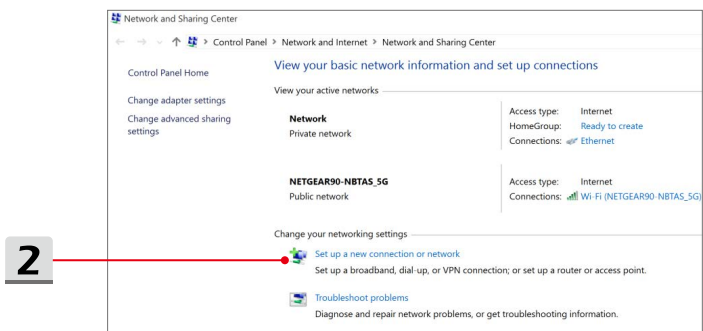 Network and Sharing Center
Control Panel > Network and Internet > Network and Sharing Center
Control Panel Home
Change adapter settings
Change advanced sharing
settings
View your basic network information and set up connections
View your active networks
Network
Private network
Access type: Internet
HomeGroup: Ready to create
Connections: Ethernet
NETGEAR90-NBTAS_5G
Public network
Access type: Internet
Connections: Wi-Fi (NETGEAR90-NBTAS_5G)
Change your networking settings
2
Set up a new connection or network
Set up a broadband, dial-up, or VPN connection; or set up a router or access point.
Troubleshoot problems
Diagnose and repair network problems, or get troubleshooting information.